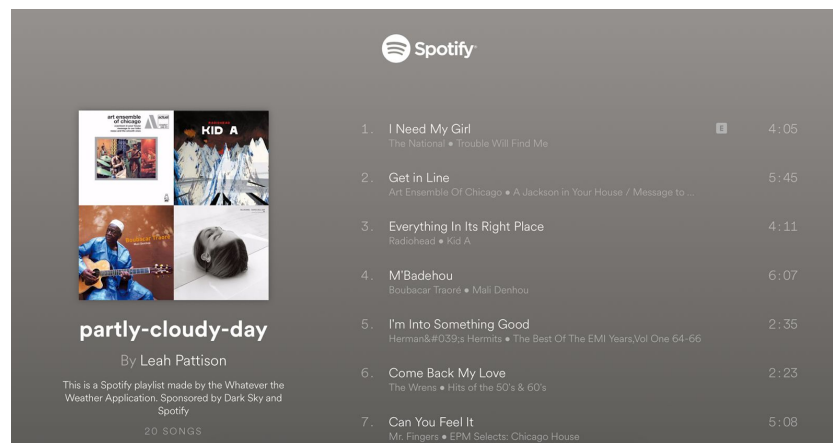 Spotify
art ensemble
of chicago
actuel
KID A
Boubacar Traoré
Mali Denhou
partly-cloudy-day
By Leah Pattison
This is a Spotify playlist made by the Whatever the
Weather Application. Sponsored by Dark Sky and
Spotify
20 SONGS
1. I Need My Girl E 4:05
The National • Trouble Will Find Me
2. Get in Line 5:45
Art Ensemble Of Chicago • A Jackson in Your House / Message to ...
3. Everything In Its Right Place 4:11
Radiohead • Kid A
4. M'Badehou 6:07
Boubacar Traoré • Mali Denhou
5. I'm Into Something Good 2:35
Herman&#039;s Hermits • The Best Of The EMI Years,Vol One 64-66
6. Come Back My Love 2:23
The Wrens • Hits of the 50's & 60's
7. Can You Feel It 5:08
Mr. Fingers • EPM Selects: Chicago House